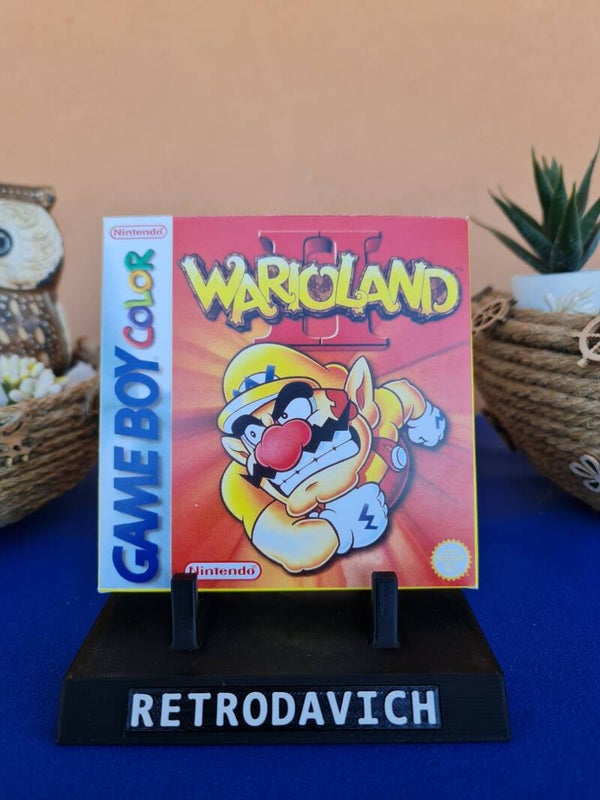 Nintendo
GAME BOY COLOR
II
WARIOLAND
W
W
Nintendo
RETRODAVICH